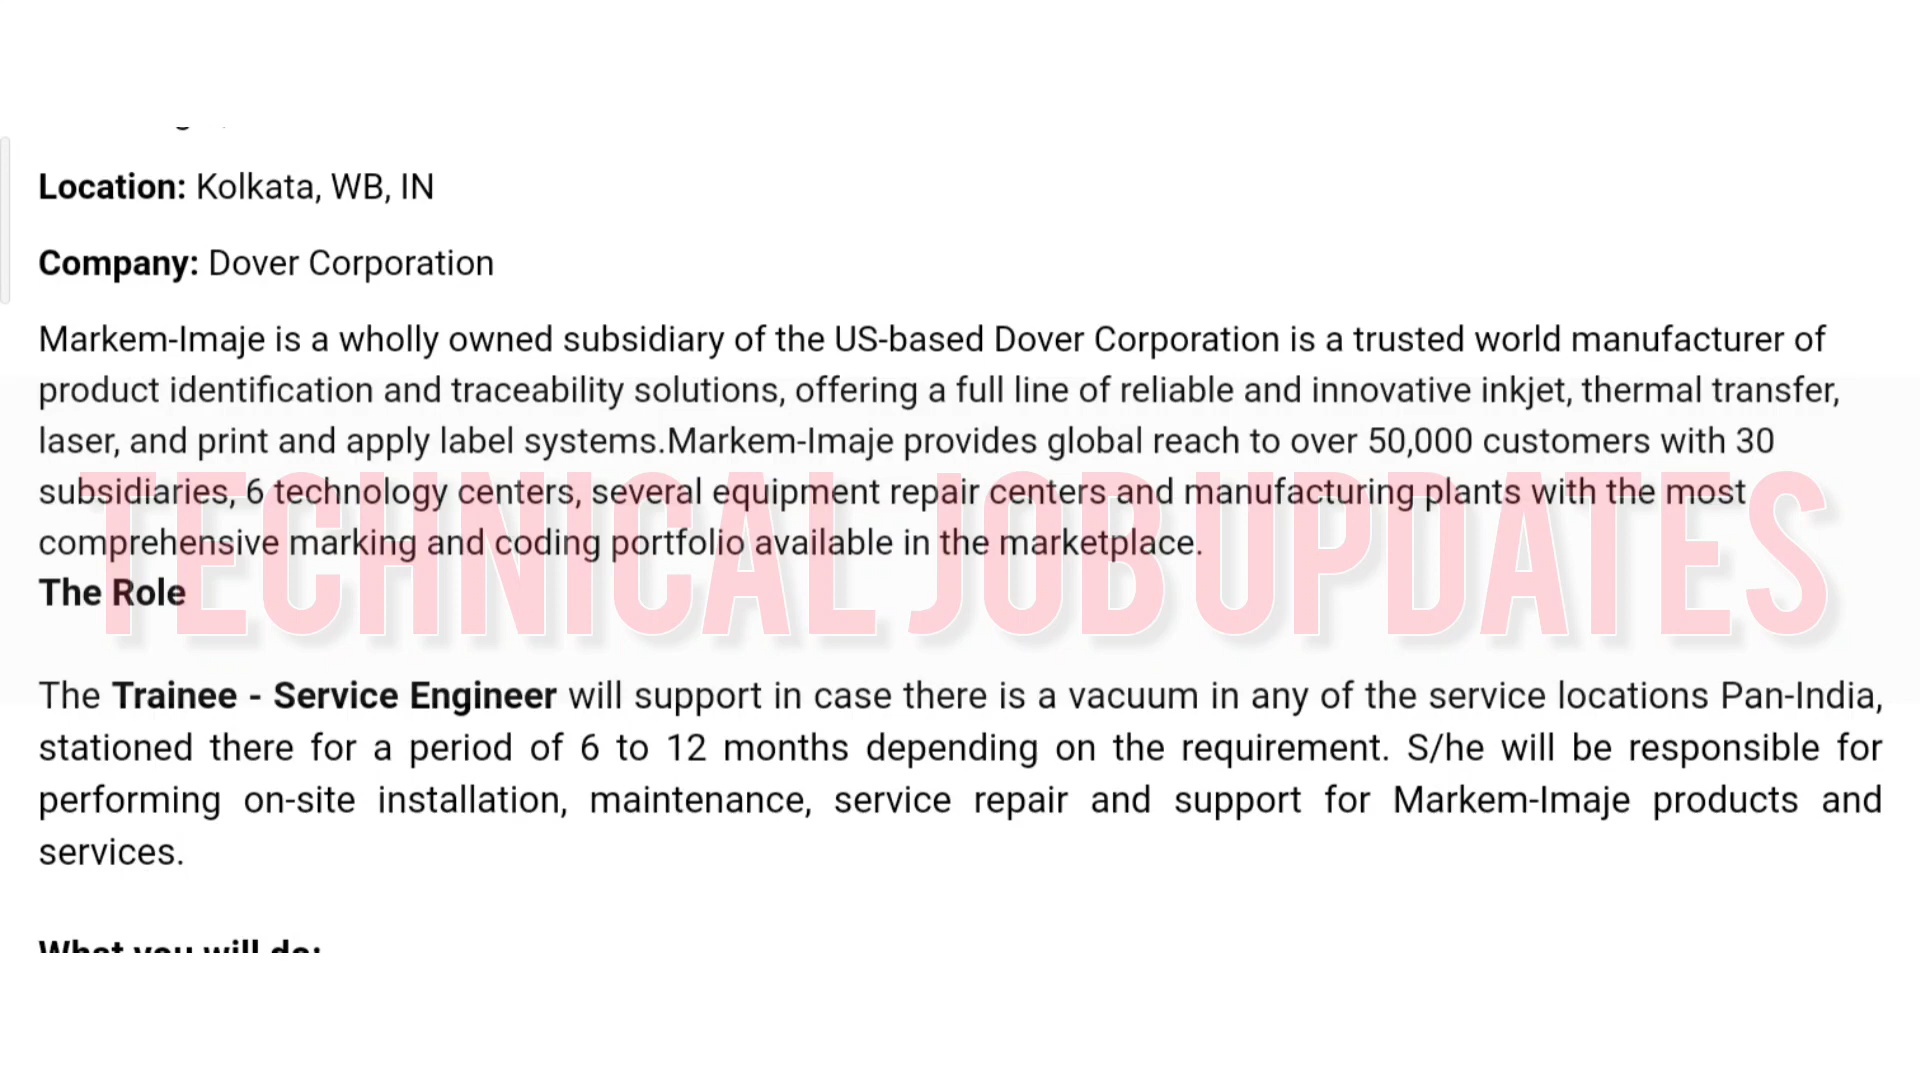 Location: Kolkata, WB, IN
Company: Dover Corporation
Markem-Imaje is a wholly owned subsidiary of the US-based Dover Corporation is a trusted world manufacturer of
product identification and traceability solutions, offering a full line of reliable and innovative inkjet, thermal transfer,
laser, and print and apply label systems.Markem-Imaje provides global reach to over 50,000 customers with 30
subsidiaries, 6 technology centers, several equipment repair centers and manufacturing plants with the most
comprehensive marking and coding portfolio available in the marketplace.
TECHNICAL JOB UPDATES
The Role
The Trainee - Service Engineer will support in case there is a vacuum in any of the service locations Pan-India,
stationed there for a period of 6 to 12 months depending on the requirement. S/he will be responsible for
performing on-site installation, maintenance, service repair and support for Markem-Imaje products and
services.
What you will do: